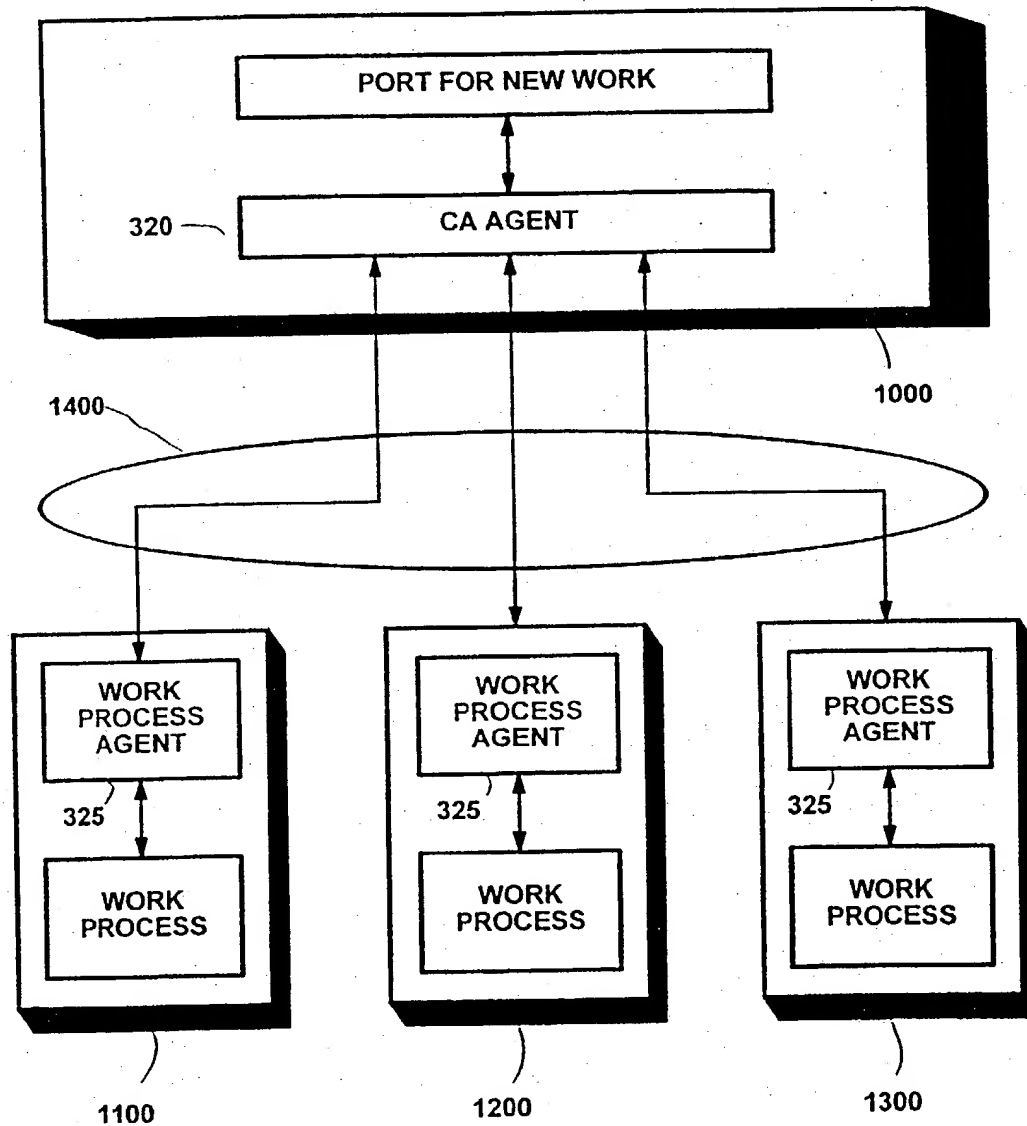 PORT FOR NEW WORK
320
CA AGENT
1000
1400
WORK
PROCESS
AGENT
325
WORK
PROCESS
WORK
PROCESS
AGENT
325
WORK
PROCESS
WORK
PROCESS
AGENT
325
WORK
PROCESS
1100
1200
1300